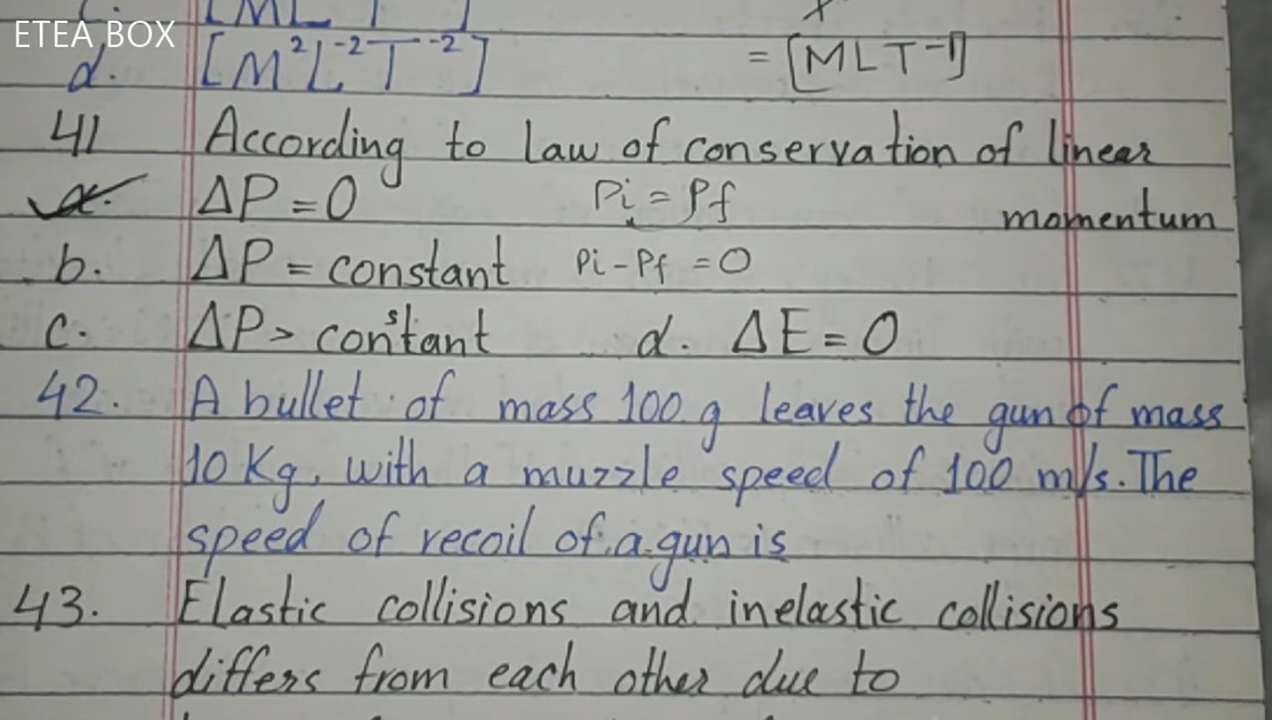 ETEA BOX
d. [M²L⁻²T⁻²] = [MLT⁻¹]
41 According to law of conservation of linear momentum
a. ΔP = 0 Pi = Pf
b. ΔP = constant Pi - Pf = 0
c. ΔP > constant d. ΔE = 0
42. A bullet of mass 100 g leaves the gun of mass
10 Kg, with a muzzle speed of 100 m/s. The
speed of recoil of a gun is
43. Elastic collisions and inelastic collisions
differs from each other due to